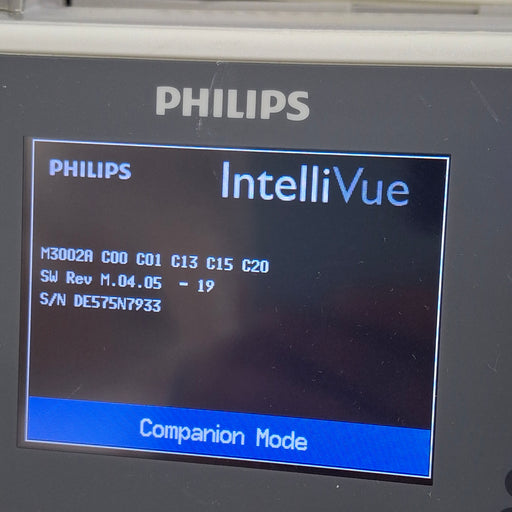 PHILIPS
PHILIPS IntelliVue
M3002A C00 C01 C13 C15 C20
SW Rev M.04.05 - 19
S/N DE575N7933
Companion Mode